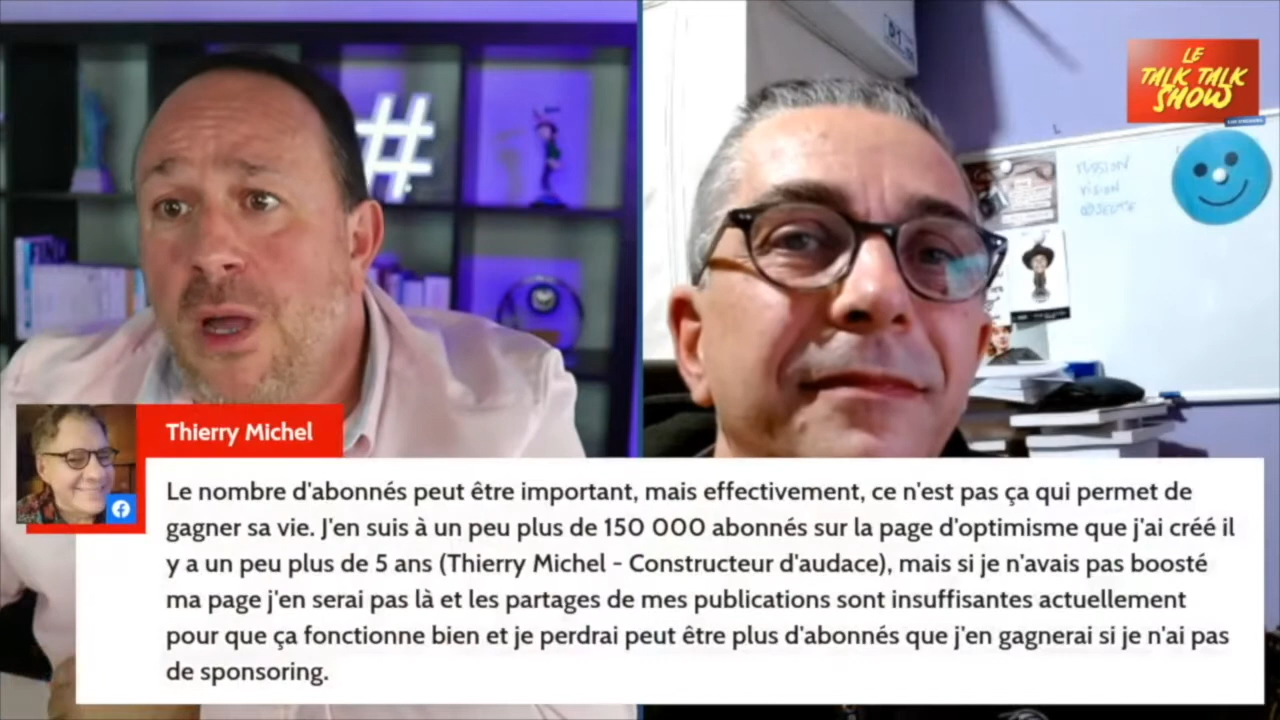 LE
TALK TALK
SHOW
MISSION
VISION
Thierry Michel
Le nombre d'abonnés peut être important, mais effectivement, ce n'est pas ça qui permet de
gagner sa vie. J'en suis à un peu plus de 150 000 abonnés sur la page d'optimisme que j'ai créé il
y a un peu plus de 5 ans (Thierry Michel - Constructeur d'audace), mais si je n'avais pas boosté
ma page j'en serai pas là et les partages de mes publications sont insuffisantes actuellement
pour que ça fonctionne bien et je perdrai peut être plus d'abonnés que j'en gagnerai si je n'ai pas
de sponsoring.